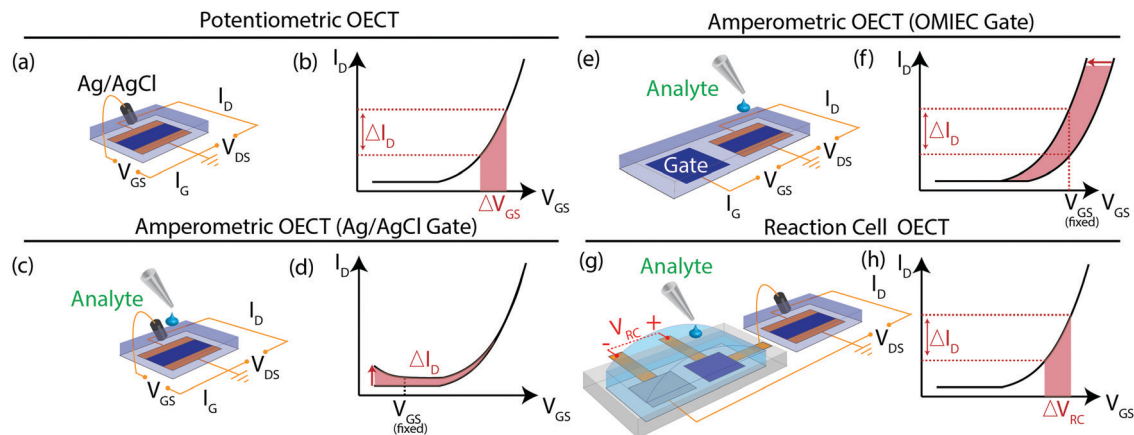 Potentiometric OECT
(a)
Ag/AgCl
I_D
V_DS
V_GS
I_G
(b)
I_D
ΔI_D
V_GS
ΔV_GS
Amperometric OECT (Ag/AgCl Gate)
(c)
Analyte
I_D
V_DS
V_GS
I_G
(d)
I_D
ΔI_D
V_GS
(fixed)
V_GS
Amperometric OECT (OMIEC Gate)
(e)
Analyte
I_D
V_DS
Gate
V_GS
I_G
(f)
I_D
ΔI_D
V_GS V_GS
(fixed)
Reaction Cell OECT
(g)
Analyte
- V_RC +
I_D
V_DS
(h)
I_D
ΔI_D
V_GS
ΔV_RC